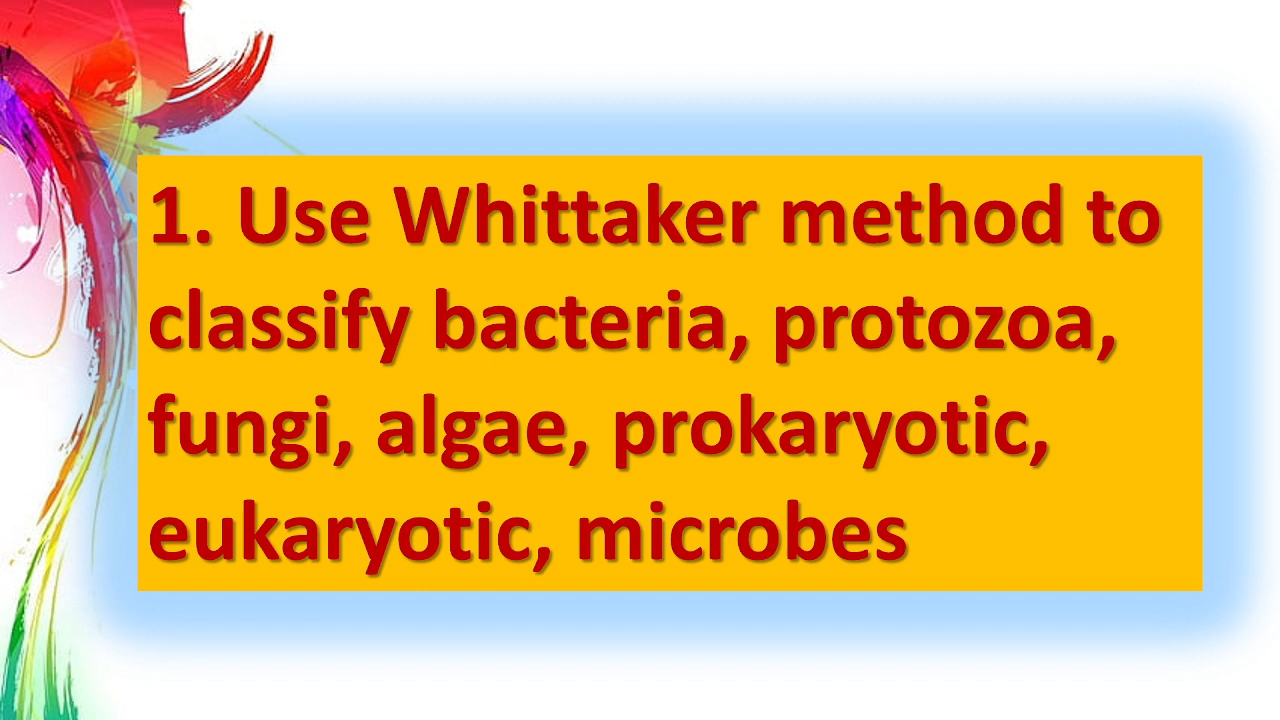 1. Use Whittaker method to
classify bacteria, protozoa,
fungi, algae, prokaryotic,
eukaryotic, microbes